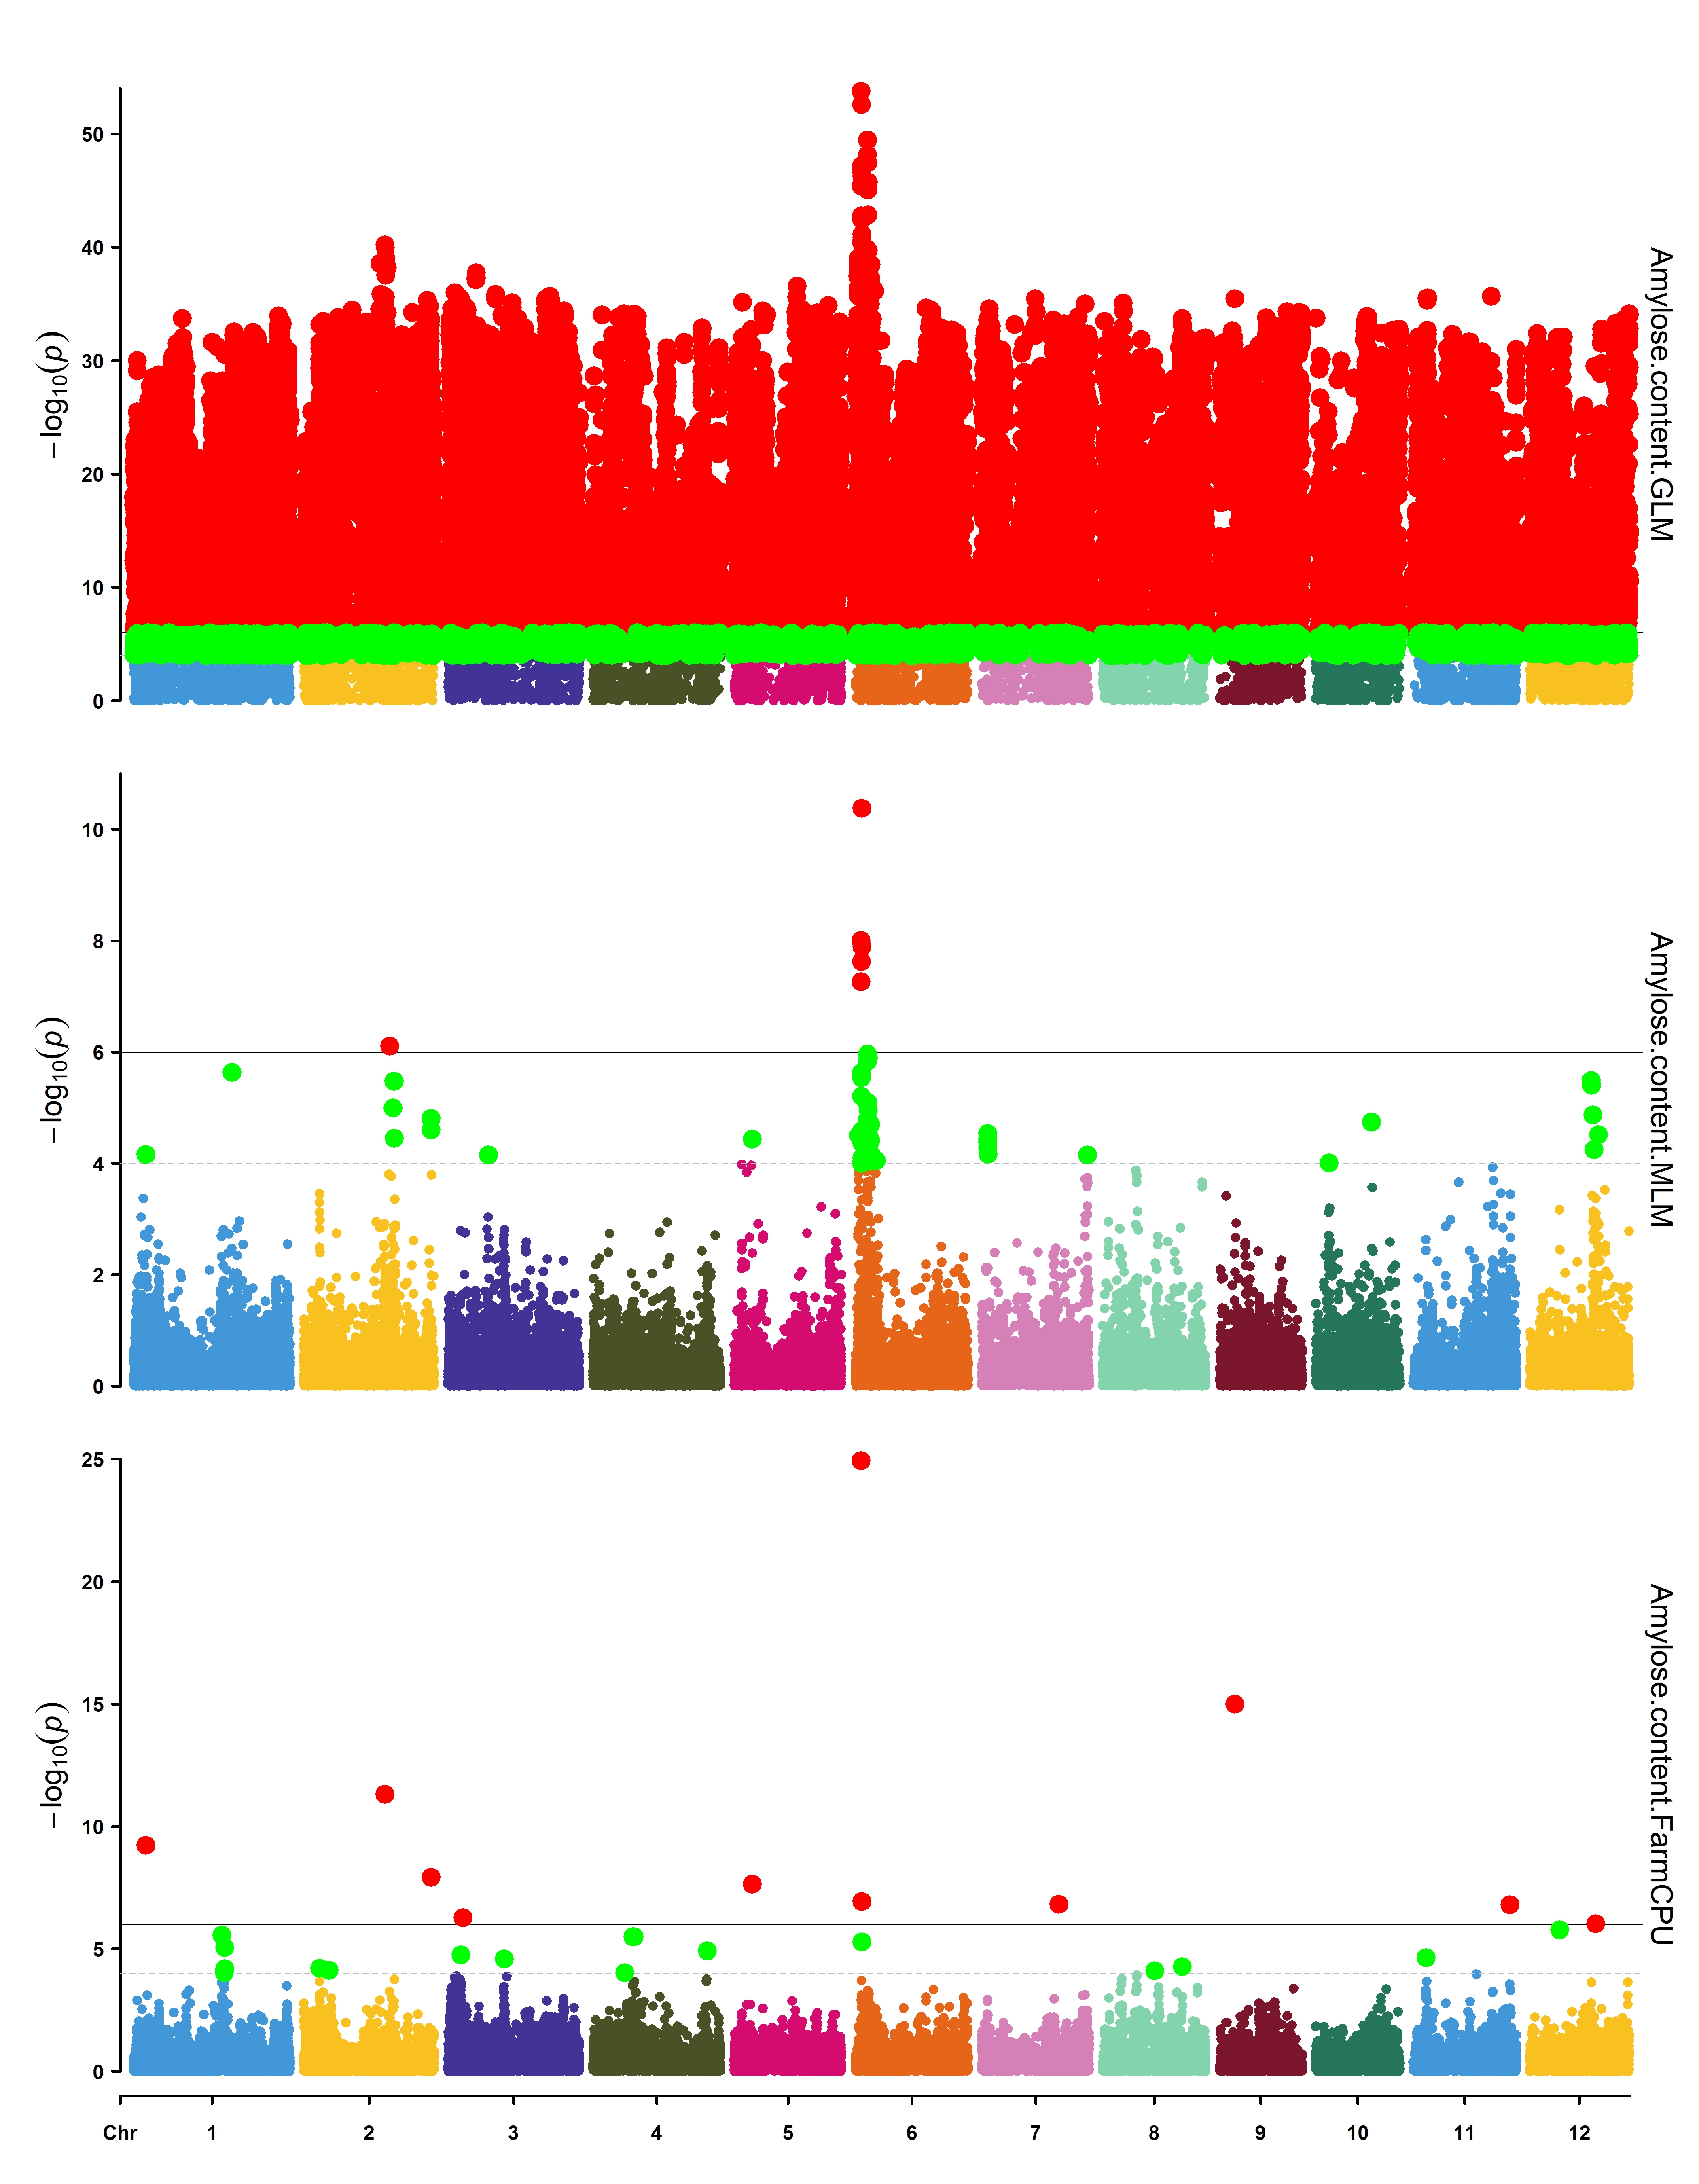 50
40
30
20
10
0
−log10(p)
Amylose.content.GLM
10
8
6
4
2
0
−log10(p)
Amylose.content.MLM
25
20
15
10
5
0
−log10(p)
Amylose.content.FarmCPU
Chr 1 2 3 4 5 6 7 8 9 10 11 12